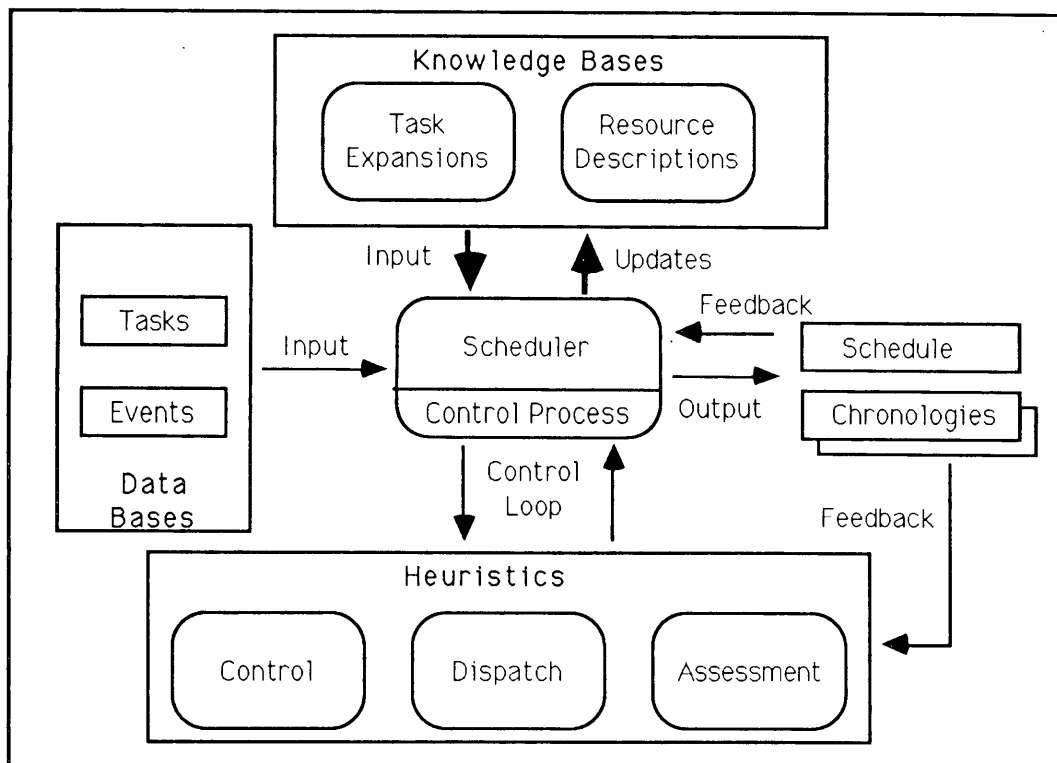 Knowledge Bases
Task
Expansions
Resource
Descriptions
Input
Updates
Feedback
Tasks
Events
Data
Bases
Input
Scheduler
Control Process
Schedule
Output
Chronologies
Control
Loop
Feedback
Heuristics
Control
Dispatch
Assessment